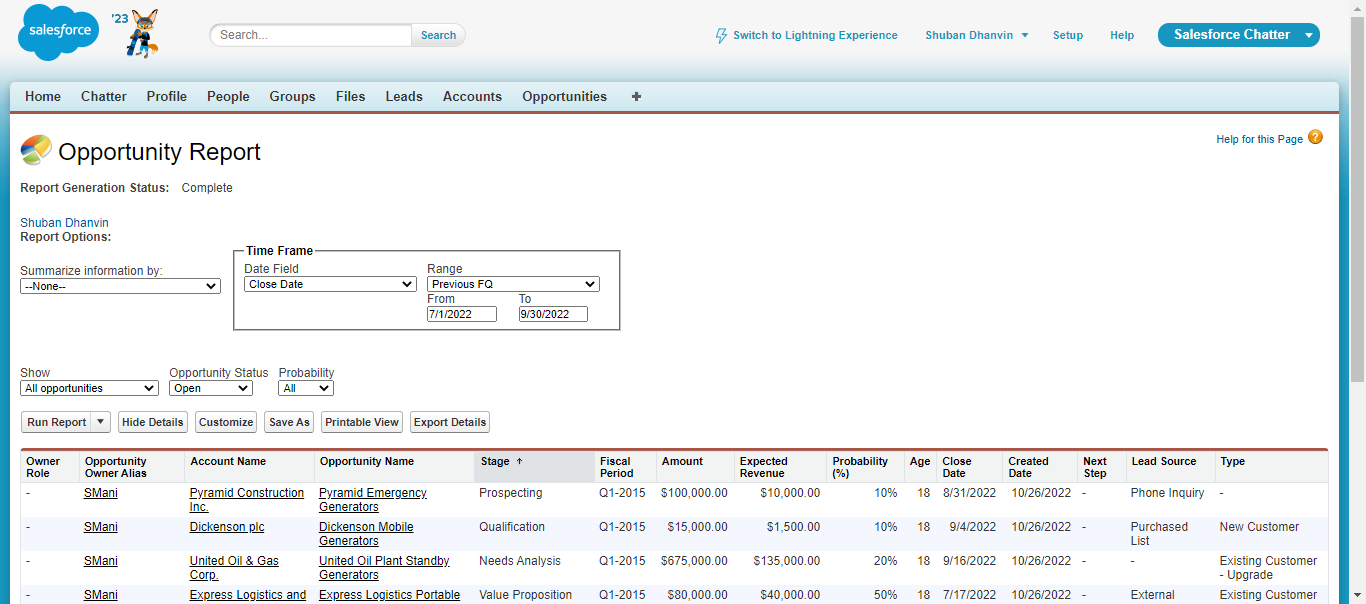 salesforce
'23
Search...
Search
Switch to Lightning Experience
Shuban Dhanvin
Setup
Help
Salesforce Chatter
Home Chatter Profile People Groups Files Leads Accounts Opportunities +
Opportunity Report
Help for this Page ?
Report Generation Status: Complete
Shuban Dhanvin
Report Options:
Summarize information by:
--None--
Time Frame
Date Field Range
Close Date Previous FQ
From To
7/1/2022 9/30/2022
Show Opportunity Status Probability
All opportunities Open All
Run Report Hide Details Customize Save As Printable View Export Details
Owner Opportunity Account Name Opportunity Name Stage ↑ Fiscal Amount Expected Probability Age Close Created Next Lead Source Type
Role Owner Alias Period Revenue (%) Date Date Step
- SMani Pyramid Construction Pyramid Emergency Prospecting Q1-2015 $100,000.00 $10,000.00 10% 18 8/31/2022 10/26/2022 - Phone Inquiry -
Inc. Generators
- SMani Dickenson plc Dickenson Mobile Qualification Q1-2015 $15,000.00 $1,500.00 10% 18 9/4/2022 10/26/2022 - Purchased New Customer
Generators List
- SMani United Oil & Gas United Oil Plant Standby Needs Analysis Q1-2015 $675,000.00 $135,000.00 20% 18 9/16/2022 10/26/2022 - - Existing Customer
Corp. Generators - Upgrade
- SMani Express Logistics and Express Logistics Portable Value Proposition Q1-2015 $80,000.00 $40,000.00 50% 18 7/17/2022 10/26/2022 - External Existing Customer